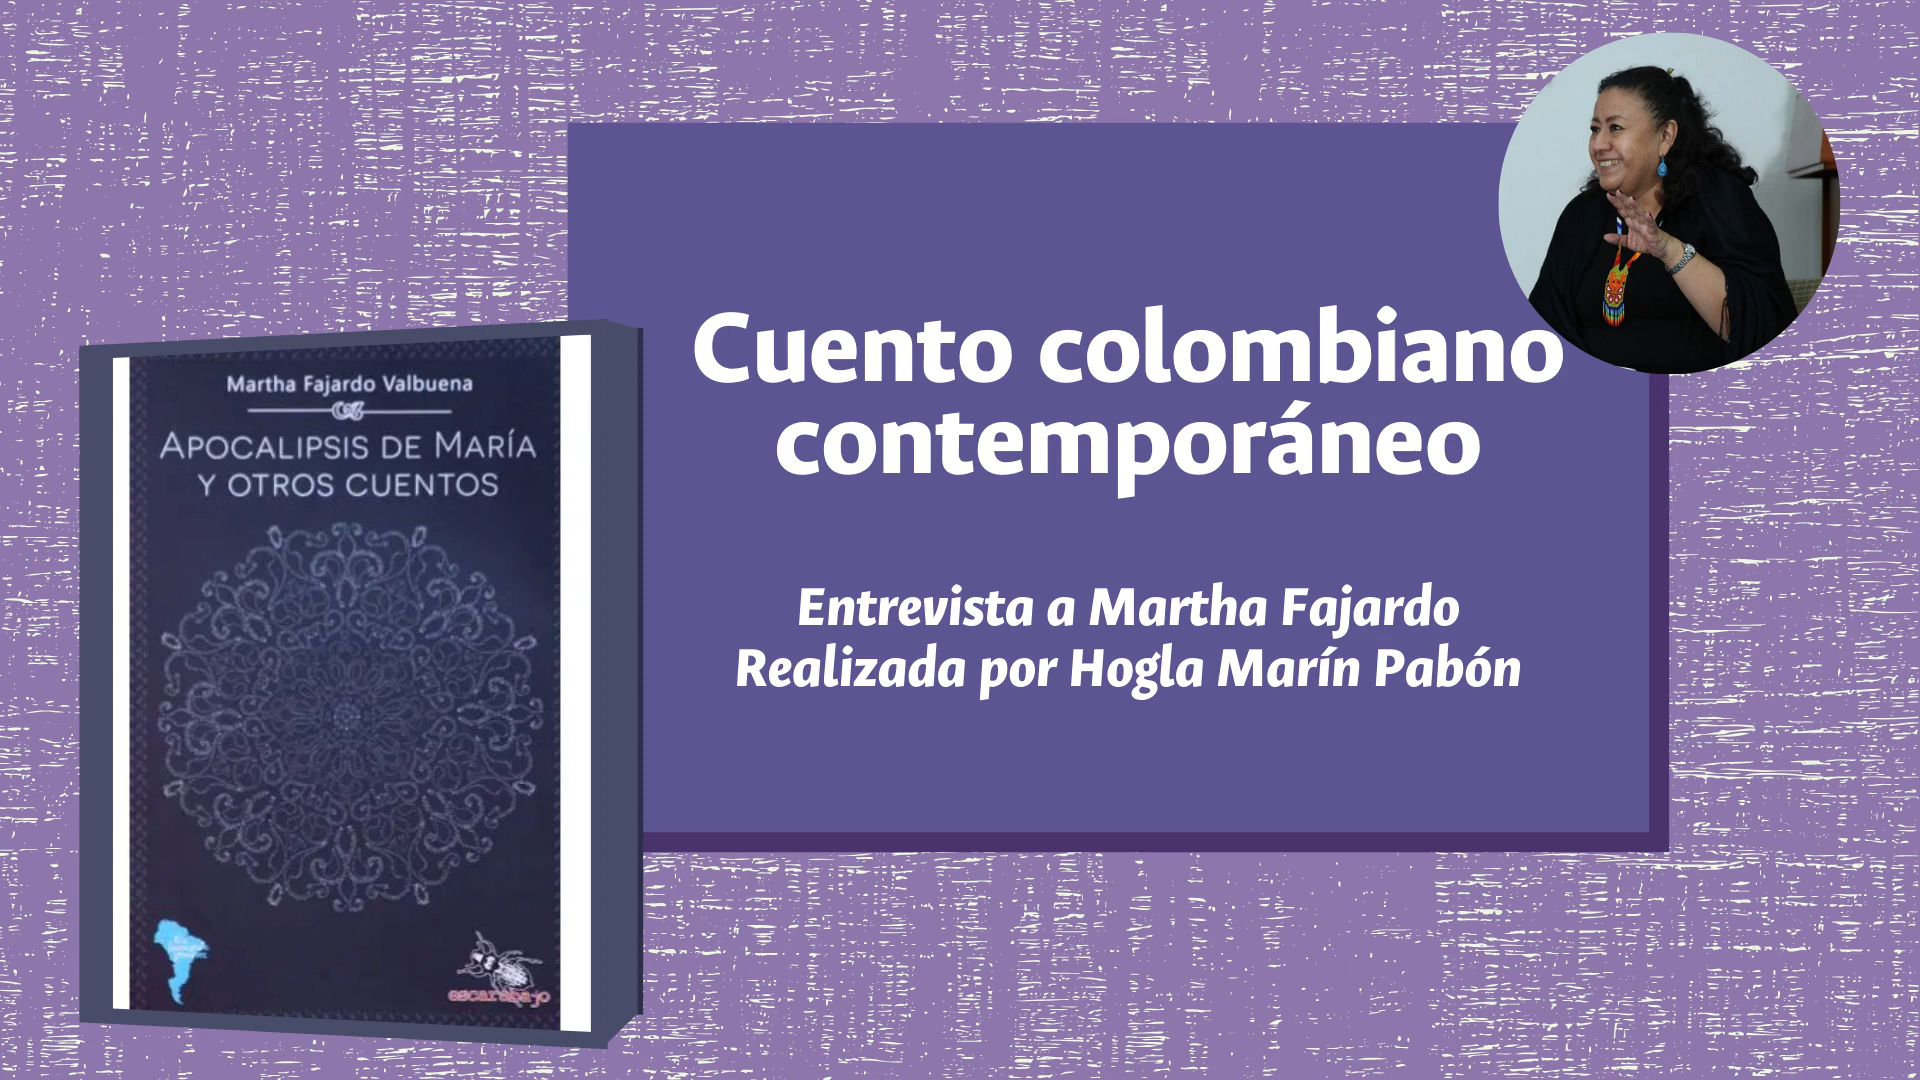 Martha Fajardo Valbuena
APOCALIPSIS DE MARÍA
Y OTROS CUENTOS
escarabajo
Cuento colombiano
contemporáneo
Entrevista a Martha Fajardo
Realizada por Hogla Marín Pabón